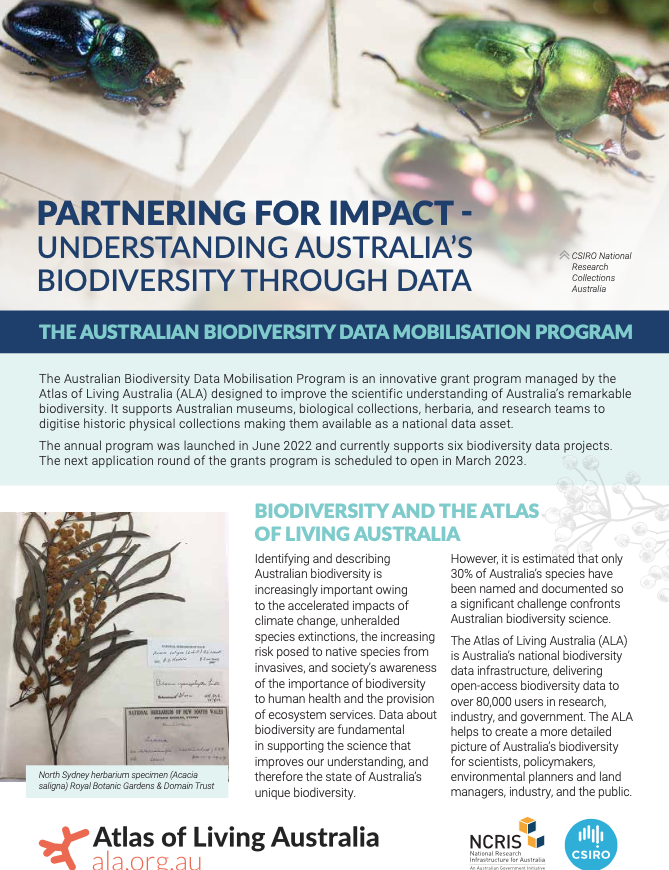 PARTNERING FOR IMPACT -
UNDERSTANDING AUSTRALIA'S
BIODIVERSITY THROUGH DATA
CSIRO National
Research
Collections
Australia
THE AUSTRALIAN BIODIVERSITY DATA MOBILISATION PROGRAM
The Australian Biodiversity Data Mobilisation Program is an innovative grant program managed by the
Atlas of Living Australia (ALA) designed to improve the scientific understanding of Australia's remarkable
biodiversity. It supports Australian museums, biological collections, herbaria, and research teams to
digitise historic physical collections making them available as a national data asset.
The annual program was launched in June 2022 and currently supports six biodiversity data projects.
The next application round of the grants program is scheduled to open in March 2023.
BIODIVERSITY AND THE ATLAS
OF LIVING AUSTRALIA
Identifying and describing
Australian biodiversity is
increasingly important owing
to the accelerated impacts of
climate change, unheralded
species extinctions, the increasing
risk posed to native species from
invasives, and society's awareness
of the importance of biodiversity
to human health and the provision
of ecosystem services. Data about
biodiversity are fundamental
in supporting the science that
improves our understanding, and
therefore the state of Australia's
unique biodiversity.
However, it is estimated that only
30% of Australia's species have
been named and documented so
a significant challenge confronts
Australian biodiversity science.
The Atlas of Living Australia (ALA)
is Australia's national biodiversity
data infrastructure, delivering
open-access biodiversity data to
over 80,000 users in research,
industry, and government. The ALA
helps to create a more detailed
picture of Australia's biodiversity
for scientists, policymakers,
environmental planners and land
managers, industry, and the public.
NATIONAL HERBARIUM OF NEW SOUTH WALES
North Sydney herbarium specimen (Acacia
saligna) Royal Botanic Gardens & Domain Trust
Atlas of Living Australia
ala.org.au
NCRIS
National Research
Infrastructure for Australia
An Australian Government Initiative
CSIRO